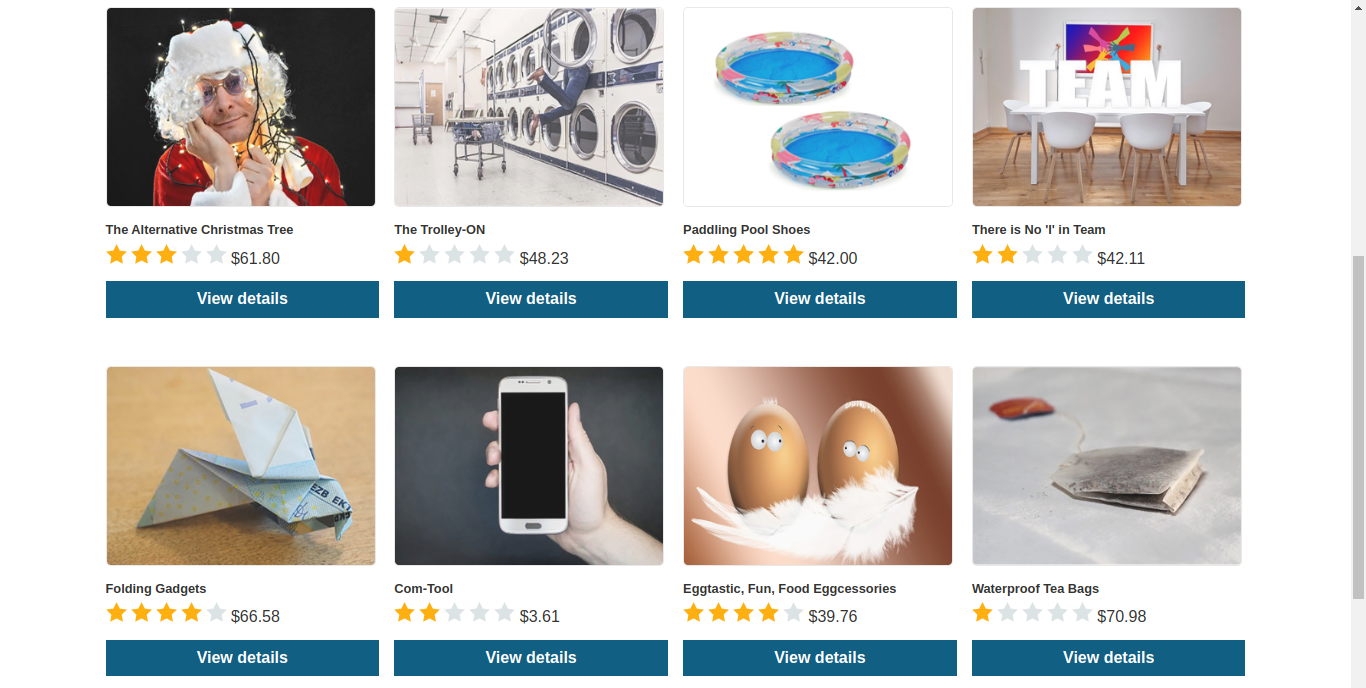 TEAM
The Alternative Christmas Tree
The Trolley-ON
Paddling Pool Shoes
There is No 'I' in Team
$61.80
$48.23
$42.00
$42.11
View details
View details
View details
View details
EZB EK
Folding Gadgets
Com-Tool
Eggtastic, Fun, Food Eggcessories
Waterproof Tea Bags
$66.58
$3.61
$39.76
$70.98
View details
View details
View details
View details